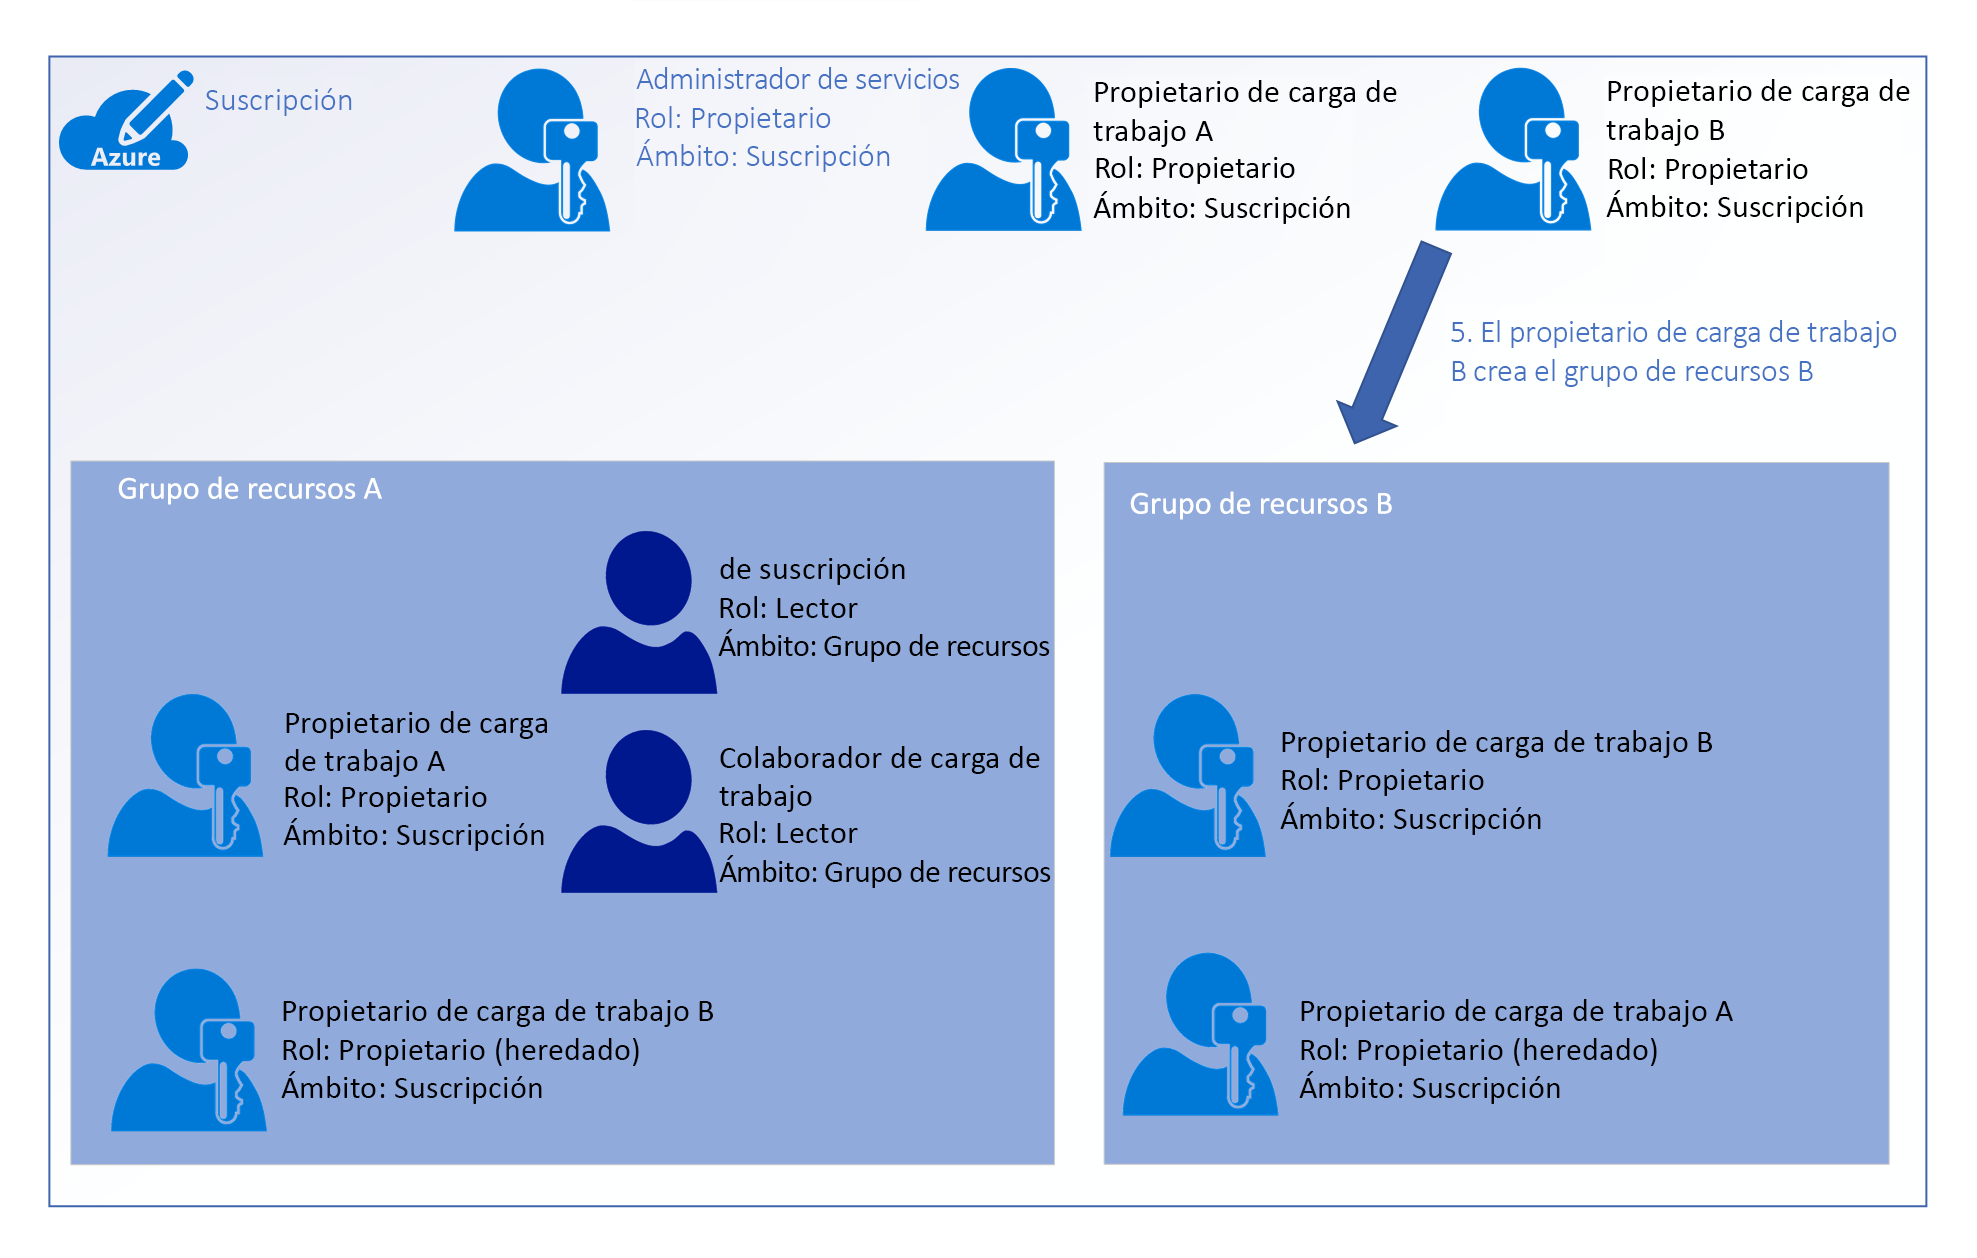 Azure
Suscripción
Administrador de servicios
Rol: Propietario
Ámbito: Suscripción
Propietario de carga de
trabajo A
Rol: Propietario
Ámbito: Suscripción
Propietario de carga de
trabajo B
Rol: Propietario
Ámbito: Suscripción
5. El propietario de carga de trabajo
B crea el grupo de recursos B
Grupo de recursos A
de suscripción
Rol: Lector
Ámbito: Grupo de recursos
Propietario de carga
de trabajo A
Rol: Propietario
Ámbito: Suscripción
Colaborador de carga de
trabajo
Rol: Lector
Ámbito: Grupo de recursos
Propietario de carga de trabajo B
Rol: Propietario (heredado)
Ámbito: Suscripción
Grupo de recursos B
Propietario de carga de trabajo B
Rol: Propietario
Ámbito: Suscripción
Propietario de carga de trabajo A
Rol: Propietario (heredado)
Ámbito: Suscripción